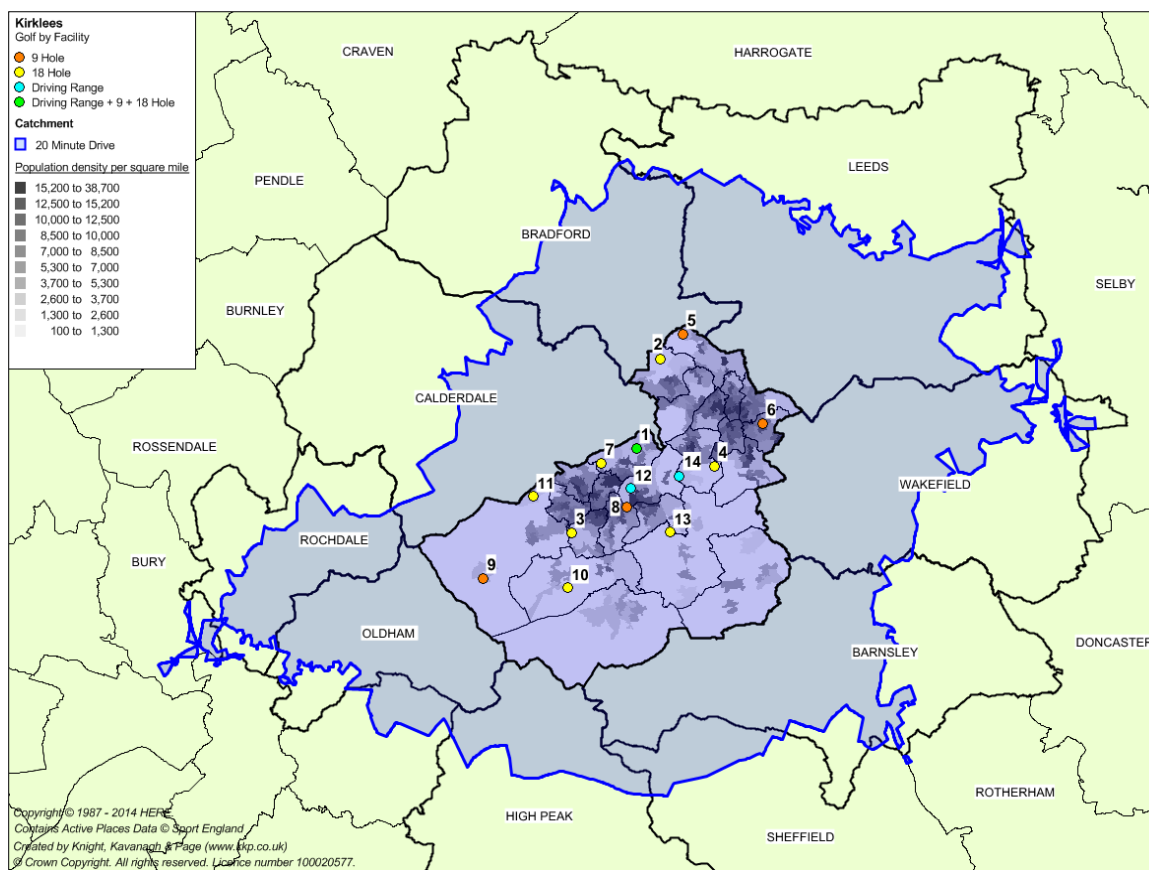 Kirklees
Golf by Facility
9 Hole
18 Hole
Driving Range
Driving Range + 9 + 18 Hole
Catchment
20 Minute Drive
Population density per square mile
15,200 to 38,700
12,500 to 15,200
10,000 to 12,500
8,500 to 10,000
7,000 to 8,500
5,300 to 7,000
3,700 to 5,300
2,600 to 3,700
1,300 to 2,600
100 to 1,300
CRAVEN
HARROGATE
PENDLE
LEEDS
BRADFORD
SELBY
BURNLEY
5
2
CALDERDALE
6
ROSSENDALE
1
7
4
14
12
WAKEFIELD
11
8
3
13
ROCHDALE
BURY
9
10
OLDHAM
DONCASTER
BARNSLEY
ROTHERHAM
HIGH PEAK
SHEFFIELD
Copyright © 1987 - 2014 HERE
Contains Active Places Data © Sport England
Created by Knight, Kavanagh & Page (www.kkp.co.uk)
© Crown Copyright. All rights reserved. Licence number 100020577.